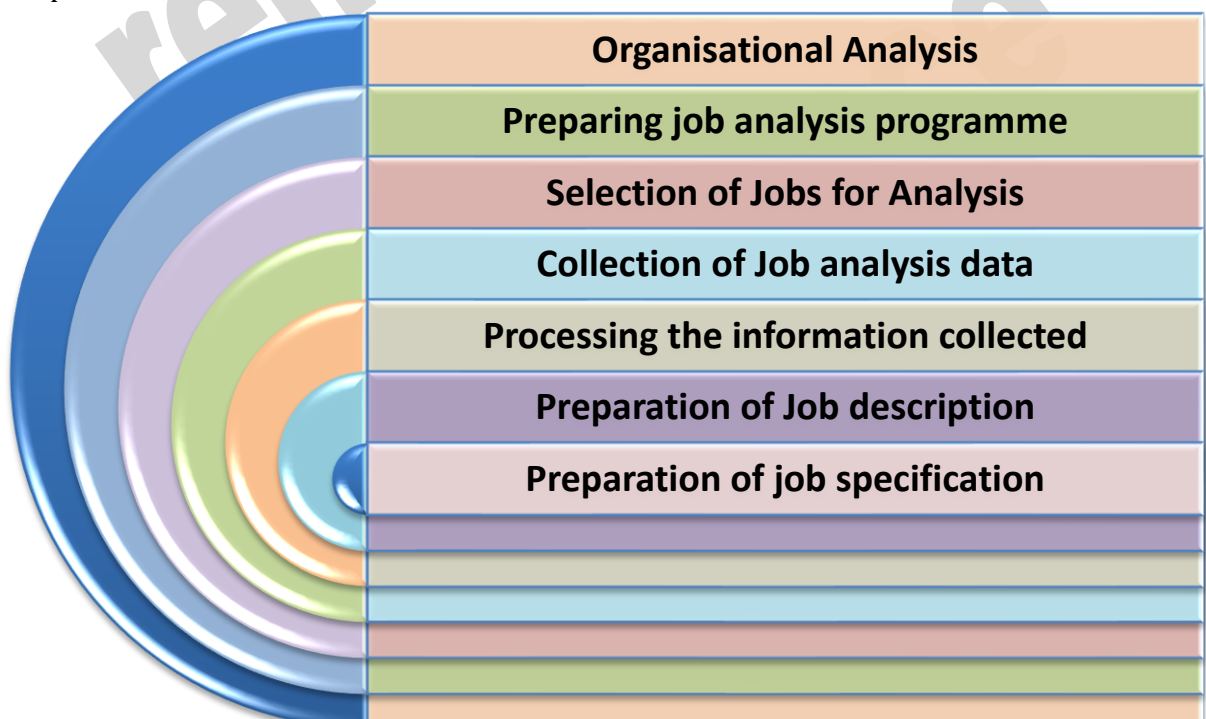 Organisational Analysis
Preparing job analysis programme
Selection of Jobs for Analysis
Collection of Job analysis data
Processing the information collected
Preparation of Job description
Preparation of job specification